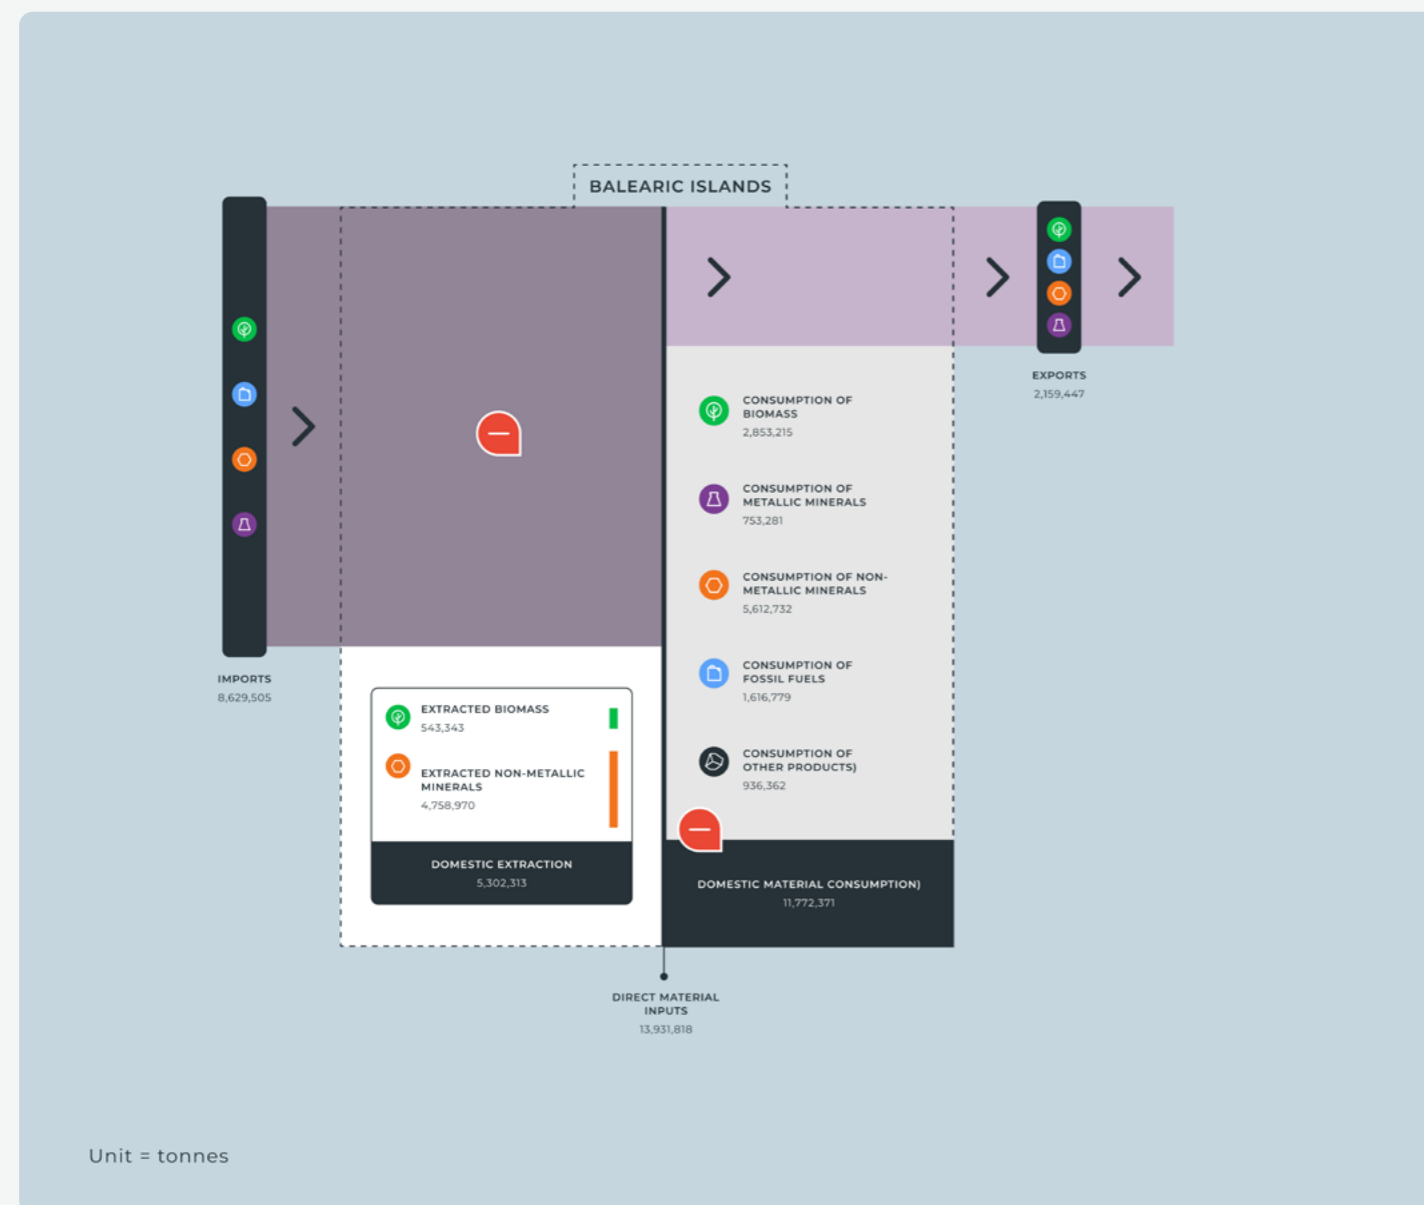 BALEARIC ISLANDS
IMPORTS
8,629,505
EXTRACTED BIOMASS
543,343
EXTRACTED NON-METALLIC
MINERALS
4,758,970
DOMESTIC EXTRACTION
5,302,313
CONSUMPTION OF
BIOMASS
2,853,215
CONSUMPTION OF
METALLIC MINERALS
753,281
CONSUMPTION OF NON-
METALLIC MINERALS
5,612,732
CONSUMPTION OF
FOSSIL FUELS
1,616,779
CONSUMPTION OF
OTHER PRODUCTS)
936,362
DOMESTIC MATERIAL CONSUMPTION)
11,772,371
EXPORTS
2,159,447
DIRECT MATERIAL
INPUTS
13,931,818
Unit = tonnes